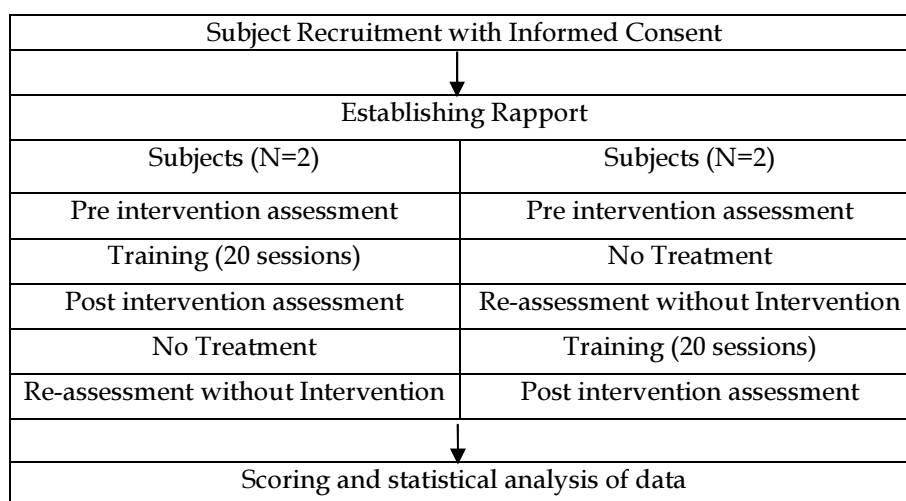 Subject Recruitment with Informed Consent
Establishing Rapport
Subjects (N=2) Subjects (N=2)
Pre intervention assessment Pre intervention assessment
Training (20 sessions) No Treatment
Post intervention assessment Re-assessment without Intervention
No Treatment Training (20 sessions)
Re-assessment without Intervention Post intervention assessment
Scoring and statistical analysis of data